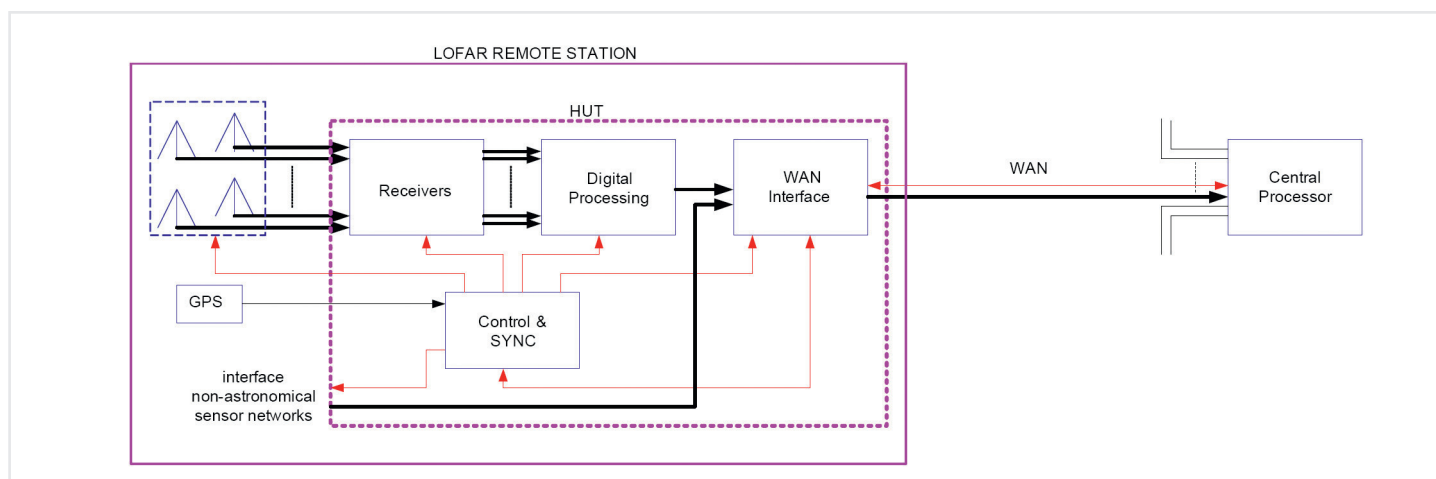 LOFAR REMOTE STATION
HUT
Receivers
Digital
Processing
WAN
Interface
WAN
Central
Processor
GPS
Control &
SYNC
interface
non-astronomical
sensor networks